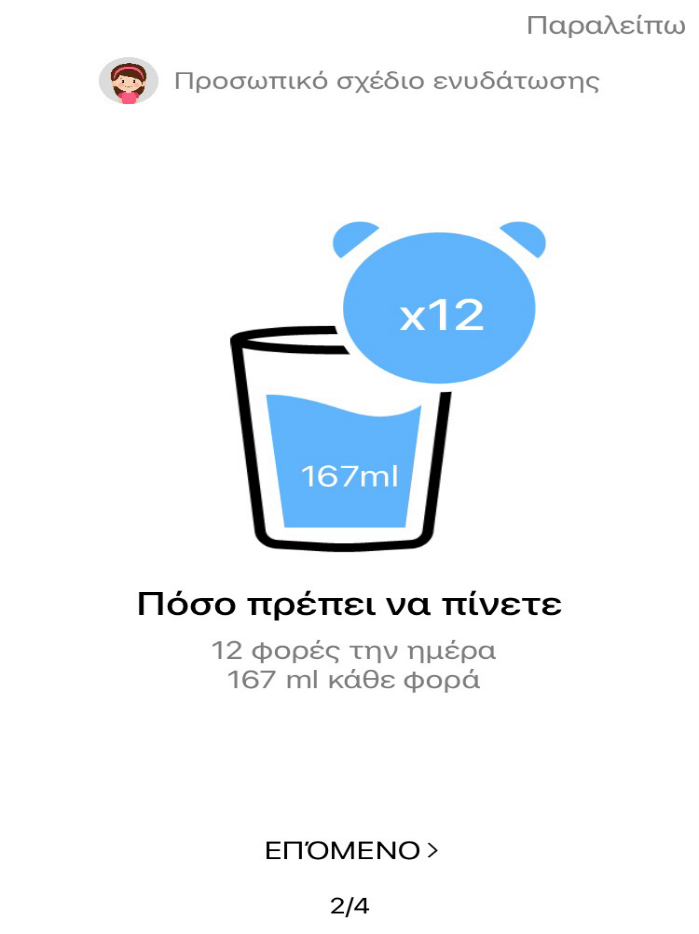 Παραλείπω
Προσωπικό σχέδιο ενυδάτωσης
x12
167ml
Πόσο πρέπει να πίνετε
12 φορές την ημέρα
167 ml κάθε φορά
ΕΠΌΜΕΝΟ >
2/4